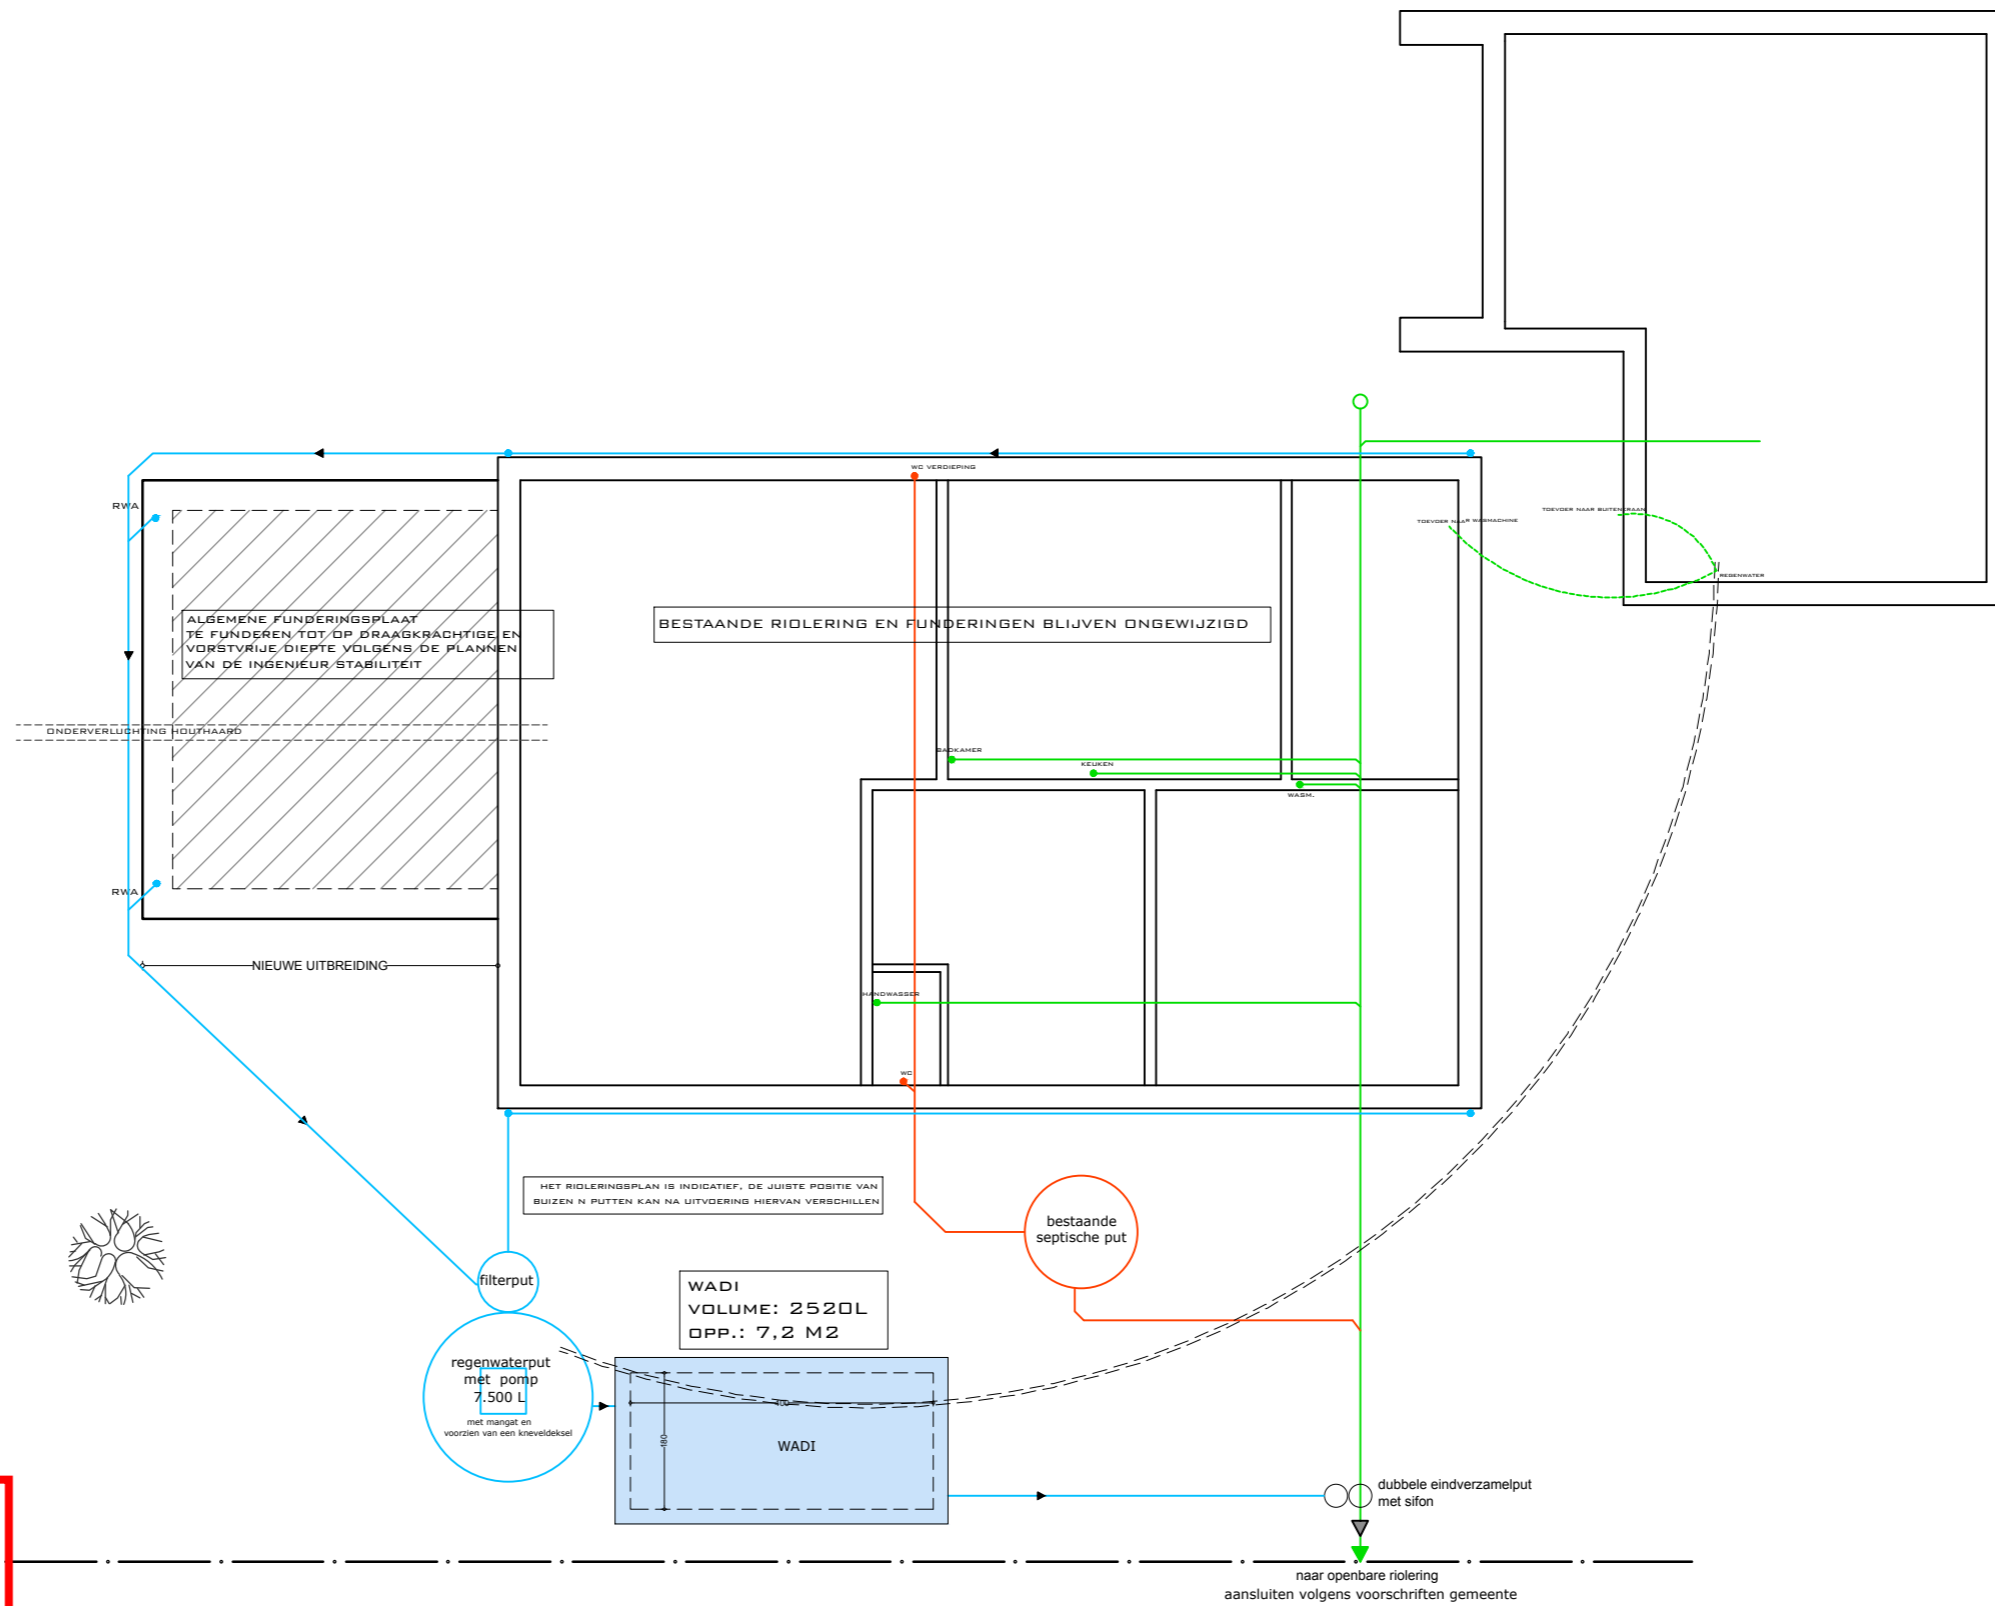 WC VERDIEPING
RWA
TOEVOER NAAR WASMACHINE
TOEVOER NAAR BUITENKRAAN
REGENWATER
ALGEMENE FUNDERINGSPLAAT
TE FUNDEREN TOT OP DRAAGKRACHTIGE EN
VORSTVRIJE DIEPTE VOLGENS DE PLANNEN
VAN DE INGENIEUR STABILITEIT
BESTAANDE RIOLERING EN FUNDERINGEN BLIJVEN ONGEWIJZIGD
ONDERVERLUCHTING HOUTHAARD
BADKAMER
KEUKEN
WASM.
RWA
NIEUWE UITBREIDING
HANDWASSER
WC
HET RIOLERINGSPLAN IS INDICATIEF, DE JUISTE POSITIE VAN
BUIZEN N PUTTEN KAN NA UITVOERING HIERVAN VERSCHILLEN
bestaande
septische put
filterput
WADI
VOLUME: 2520L
OPP.: 7,2 M2
regenwaterput
met pomp
7.500 L
met mangat en
voorzien van een kneveldeksel
400
180
WADI
dubbele eindverzamelput
met sifon
naar openbare riolering
aansluiten volgens voorschriften gemeente